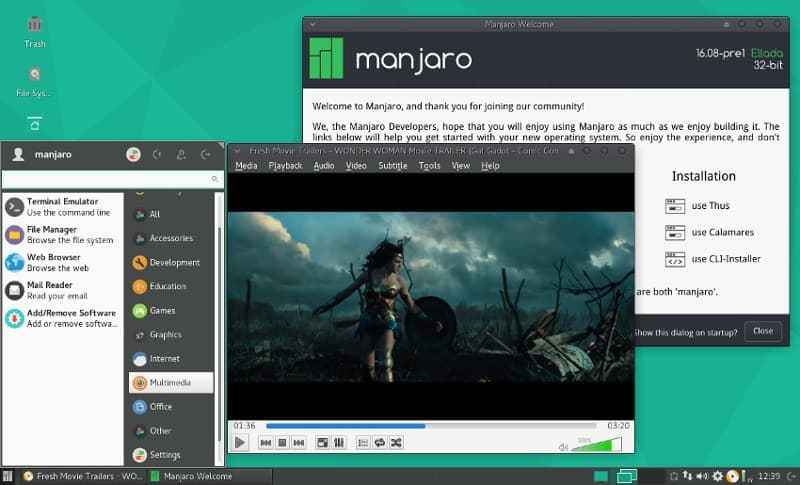 Trash
File Sys...
Manjaro Welcome
manjaro
16.08-pre1 Ellada
32-bit
Welcome to Manjaro, and thank you for joining our community!
We, the Manjaro Developers, hope that you will enjoy using Manjaro as much as we enjoy building it. The
links below will help you get started with your new operating system. So enjoy the experience, and don't
Installation
use Thus
use Calamares
use CLI-Installer
are both 'manjaro'.
Show this dialog on startup?
Close
manjaro
Terminal Emulator
Use the command line
File Manager
Browse the file system
Web Browser
Browse the web
Mail Reader
Read your email
Add/Remove Software
Add or remove softwa...
All
Accessories
Development
Education
Games
Graphics
Internet
Multimedia
Office
Other
Settings
Fresh Movie Trailers - WONDER WOMAN Movie TRAILER (Gal Gadot - Comic Con
Media Playback Audio Video Subtitle Tools View Help
01:36
03:20
Fresh Movie Trailers - WO...
Manjaro Welcome
12:39